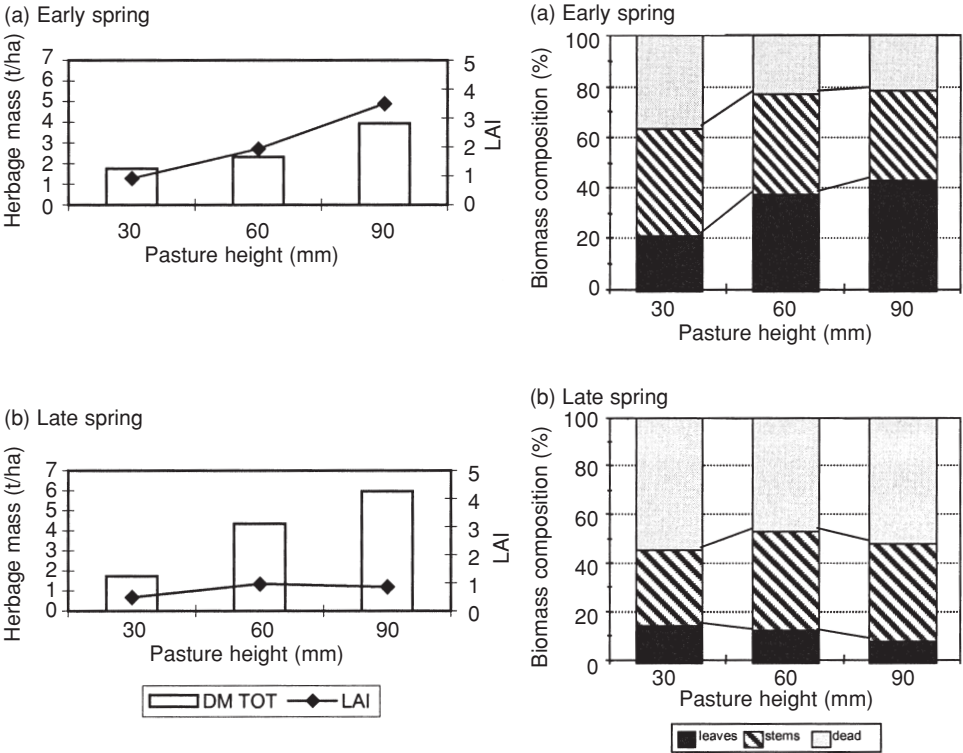 (a) Early spring
Herbage mass (t/ha)
7
6
5
4
3
2
1
0
5
4
3
2
1
0
LAI
30 60 90
Pasture height (mm)
(a) Early spring
Biomass composition (%)
100
80
60
40
20
0
30 60 90
Pasture height (mm)
(b) Late spring
Herbage mass (t/ha)
7
6
5
4
3
2
1
0
5
4
3
2
1
0
LAI
30 60 90
Pasture height (mm)
DM TOT LAI
(b) Late spring
Biomass composition (%)
100
80
60
40
20
0
30 60 90
Pasture height (mm)
leaves stems dead